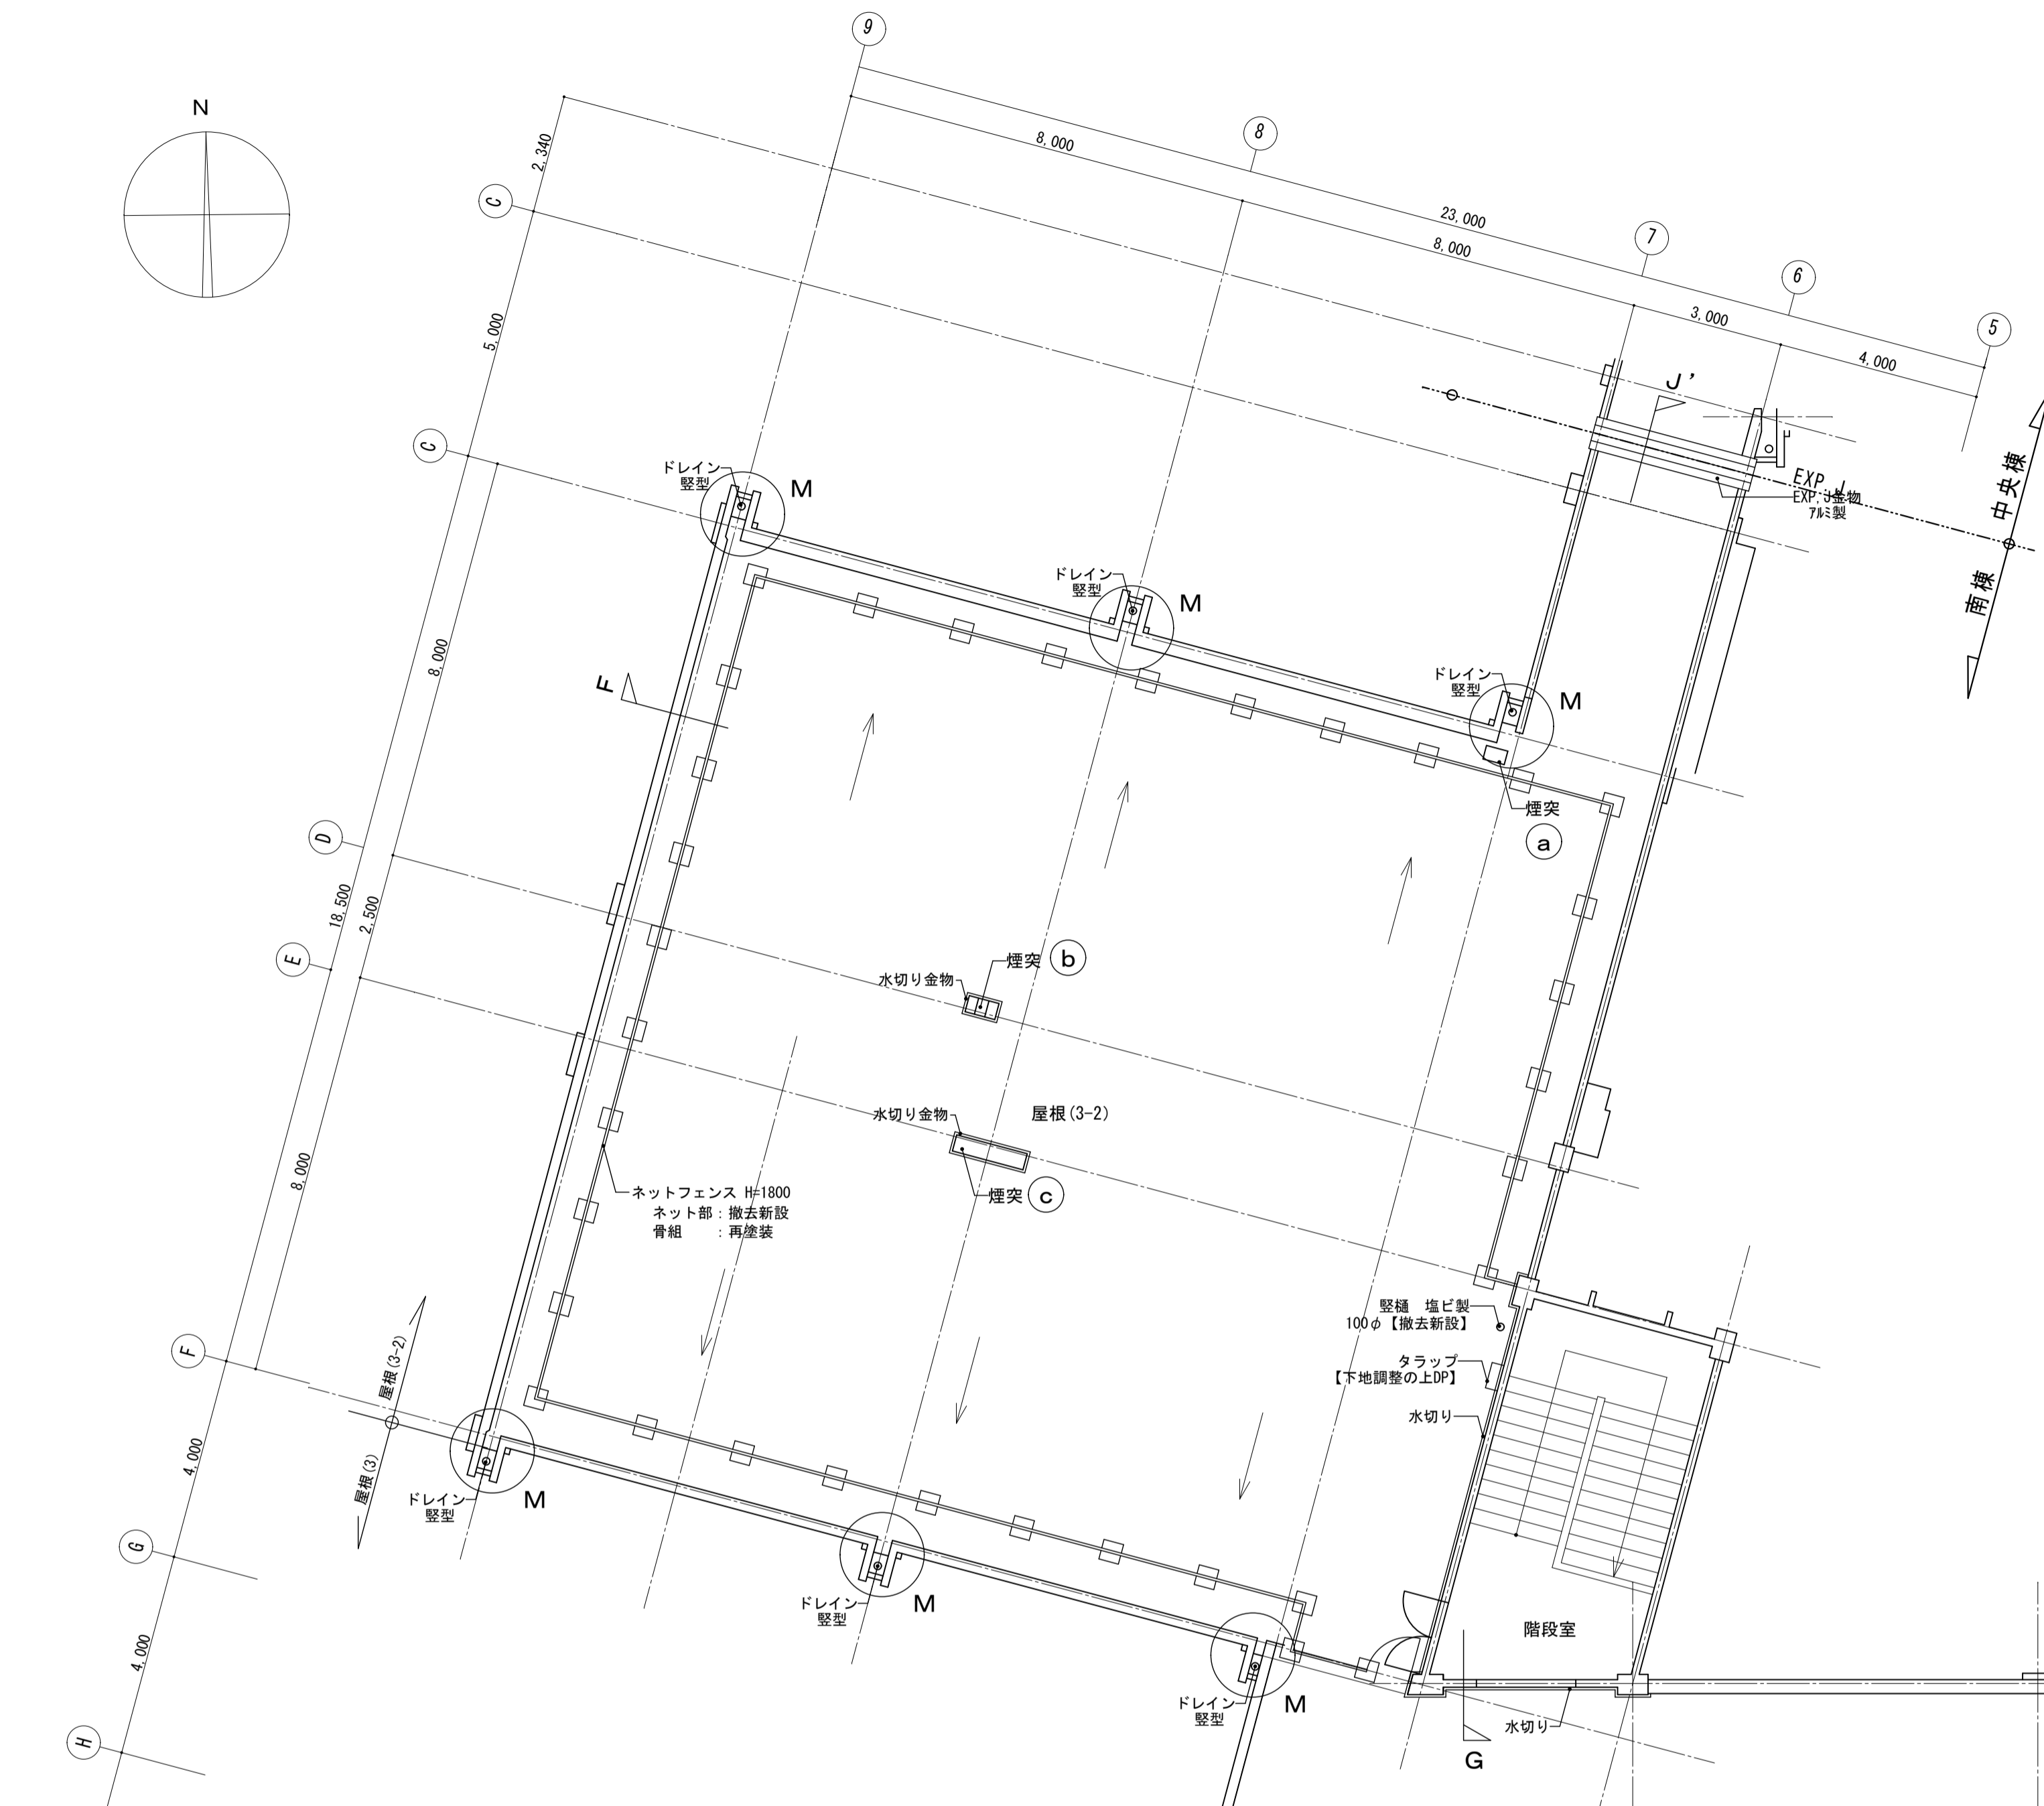 N
9
8
7
6
5
8,000
23,000
8,000
3,000
4,000
2,340
C
5,000
C
8,000
D
18,500
2,500
E
8,000
F
4,000
G
4,000
H
J’
EXP.J
EXP.J金物
アルミ製
中央棟
南棟
ドレイン
竪型
M
ドレイン
竪型
M
ドレイン
竪型
M
F
煙突
a
煙突
b
水切り金物
水切り金物
屋根(3-2)
煙突
c
ネットフェンス H=1800
ネット部：撤去新設
骨組　　：再塗装
屋根(3-2)
屋根(3)
竪樋　塩ビ製
100φ【撤去新設】
タラップ
【下地調整の上DP】
水切り
階段室
ドレイン
竪型
M
ドレイン
竪型
M
ドレイン
竪型
M
水切り
G